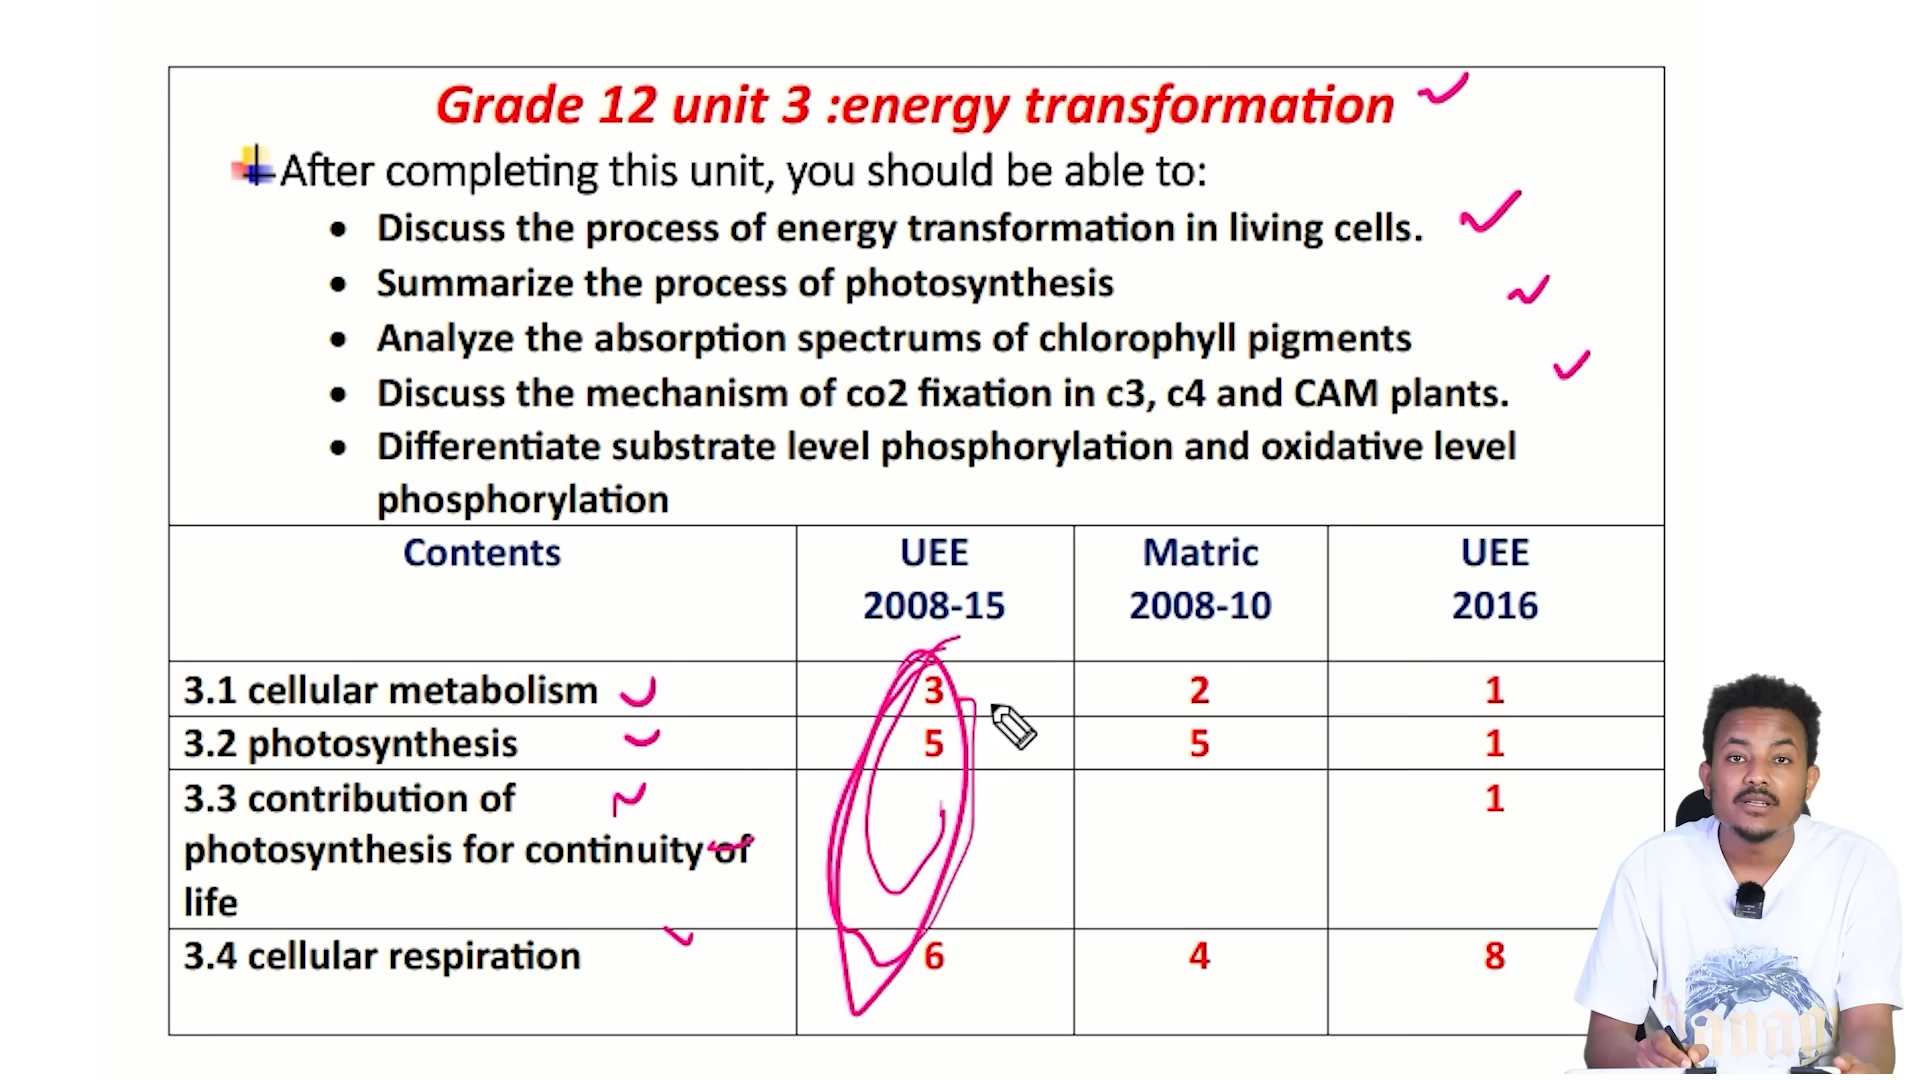 Grade 12 unit 3 :energy transformation
After completing this unit, you should be able to:
• Discuss the process of energy transformation in living cells.
• Summarize the process of photosynthesis
• Analyze the absorption spectrums of chlorophyll pigments
• Discuss the mechanism of co2 fixation in c3, c4 and CAM plants.
• Differentiate substrate level phosphorylation and oxidative level
phosphorylation
Contents UEE Matric UEE
2008-15 2008-10 2016
3.1 cellular metabolism 3 2 1
3.2 photosynthesis 5 5 1
3.3 contribution of 1
photosynthesis for continuity of
life
3.4 cellular respiration 6 4 8